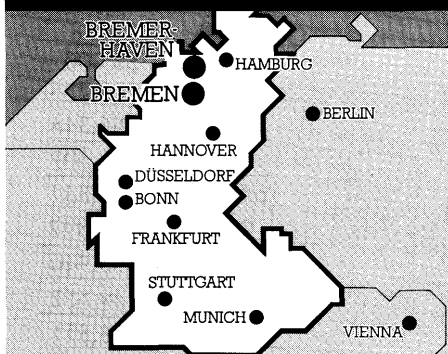 BREMER-
HAVEN
HAMBURG
BREMEN
BERLIN
HANNOVER
DÜSSELDORF
BONN
FRANKFURT
STUTTGART
MUNICH
VIENNA